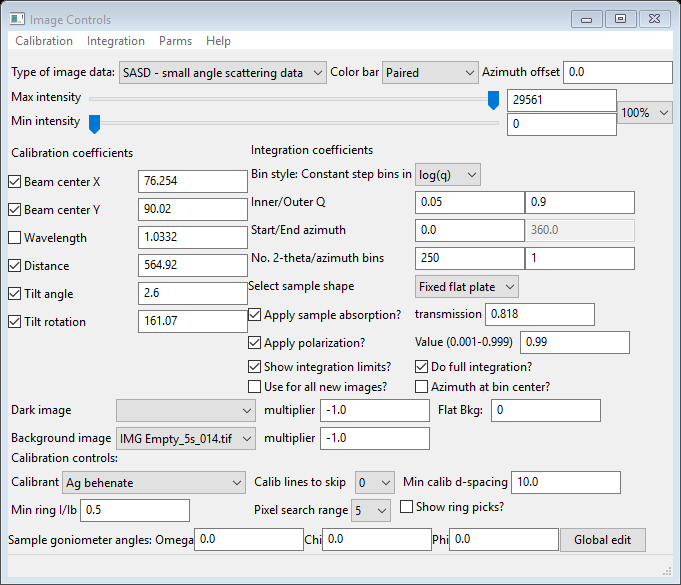 Image Controls
Calibration Integration Parms Help
Type of image data: SASD - small angle scattering data Color bar Paired Azimuth offset 0.0
Max intensity 29561
Min intensity 0 100%
Calibration coefficients
Beam center X 76.254
Beam center Y 90.02
Wavelength 1.0332
Distance 564.92
Tilt angle 2.6
Tilt rotation 161.07
Integration coefficients
Bin style: Constant step bins in log(q)
Inner/Outer Q 0.05 0.9
Start/End azimuth 0.0 360.0
No. 2-theta/azimuth bins 250 1
Select sample shape Fixed flat plate
Apply sample absorption? transmission 0.818
Apply polarization? Value (0.001-0.999) 0.99
Show integration limits? Do full integration?
Use for all new images? Azimuth at bin center?
Dark image multiplier -1.0 Flat Bkg: 0
Background image IMG Empty_5s_014.tif multiplier -1.0
Calibration controls:
Calibrant Ag behenate Calib lines to skip 0 Min calib d-spacing 10.0
Min ring I/Ib 0.5 Pixel search range 5 Show ring picks?
Sample goniometer angles: Omega 0.0 Chi 0.0 Phi 0.0 Global edit